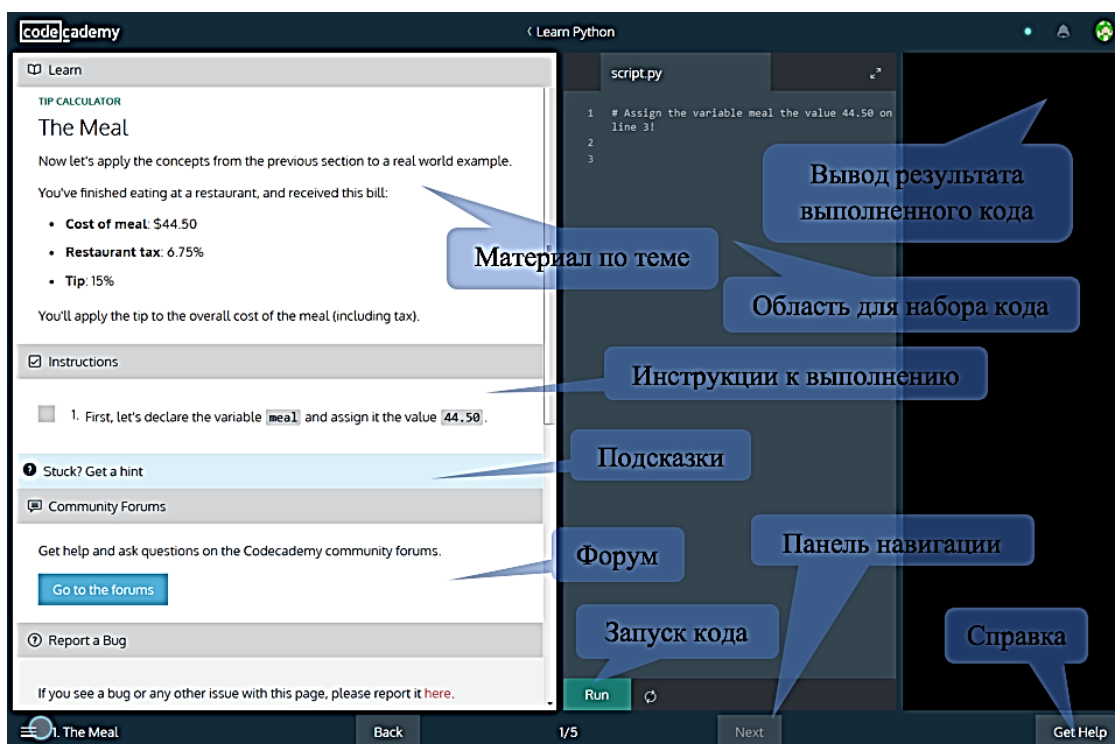 codecademy
Learn Python
Learn
TIP CALCULATOR
The Meal
Now let's apply the concepts from the previous section to a real world example.
You've finished eating at a restaurant, and received this bill:
• Cost of meal: $44.50
• Restaurant tax: 6.75%
• Tip: 15%
You'll apply the tip to the overall cost of the meal (including tax).
Instructions
1. First, let's declare the variable meal and assign it the value 44.50.
Stuck? Get a hint
Community Forums
Get help and ask questions on the Codecademy community forums.
Go to the forums
Report a Bug
If you see a bug or any other issue with this page, please report it here.
script.py
1 # Assign the variable meal the value 44.50 on
line 3!
2
3
Вывод результата
выполненного кода
Материал по теме
Область для набора кода
Инструкции к выполнению
Подсказки
Форум
Панель навигации
Запуск кода
Справка
Run
1. The Meal
Back
1/5
Next
Get Help